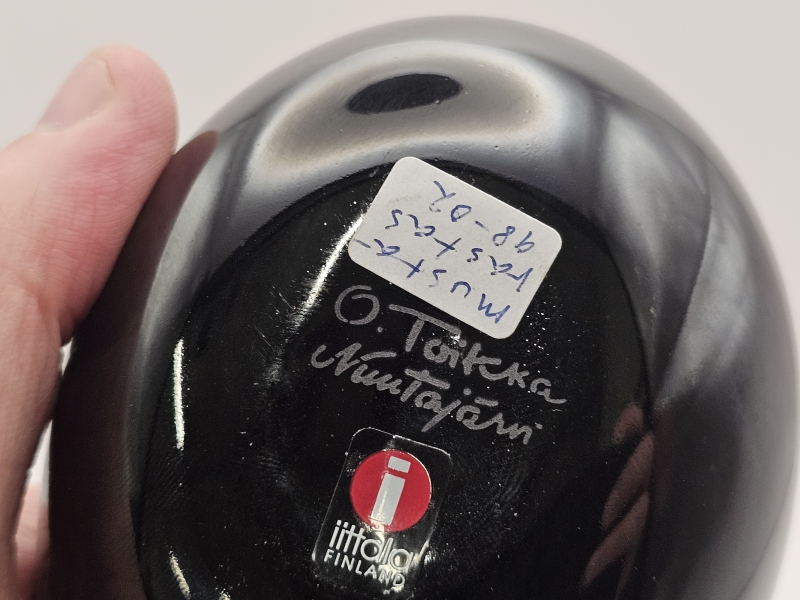 musta-
rastas
98-02
O. Toikka
Nuutajärvi
i
iittala
FINLAND